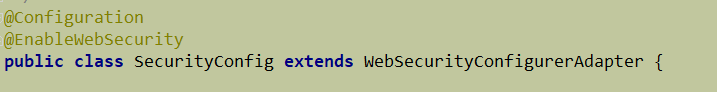 @Configuration
@EnableWebSecurity
public class SecurityConfig extends WebSecurityConfigurerAdapter {